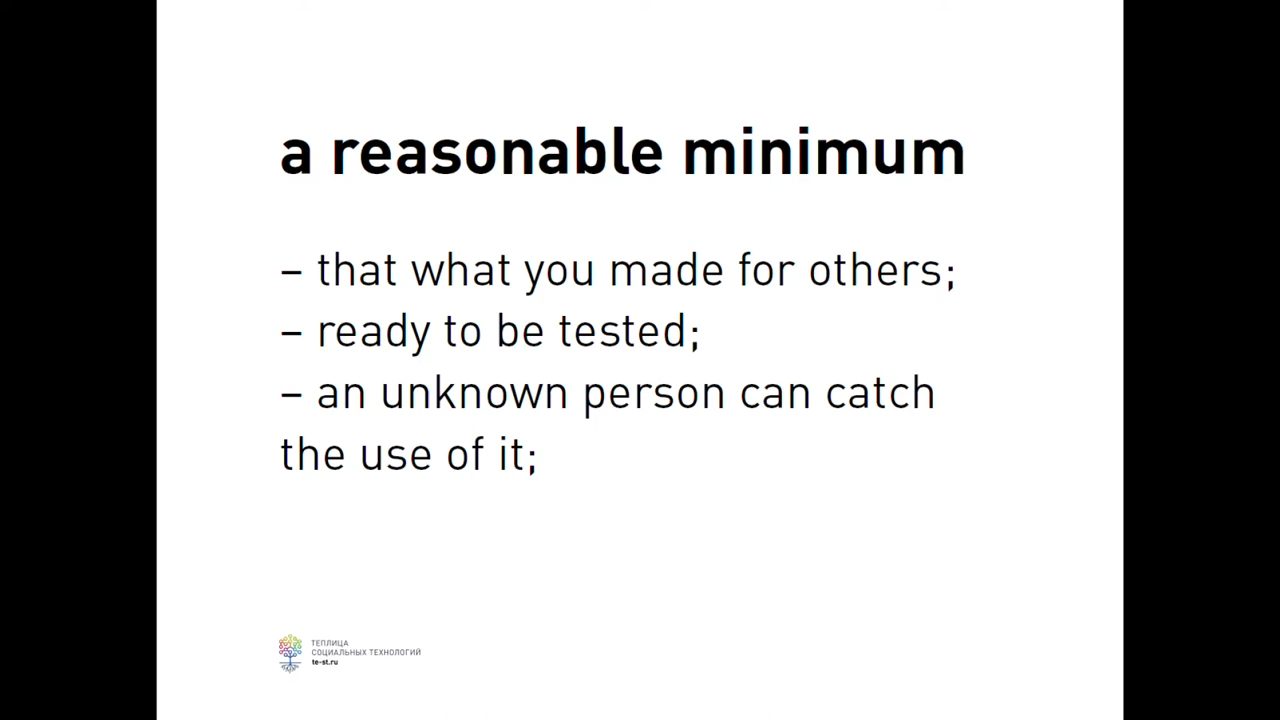 a reasonable minimum
– that what you made for others;
– ready to be tested;
– an unknown person can catch
the use of it;
ТЕПЛИЦА
СОЦИАЛЬНЫХ ТЕХНОЛОГИЙ
te-st.ru